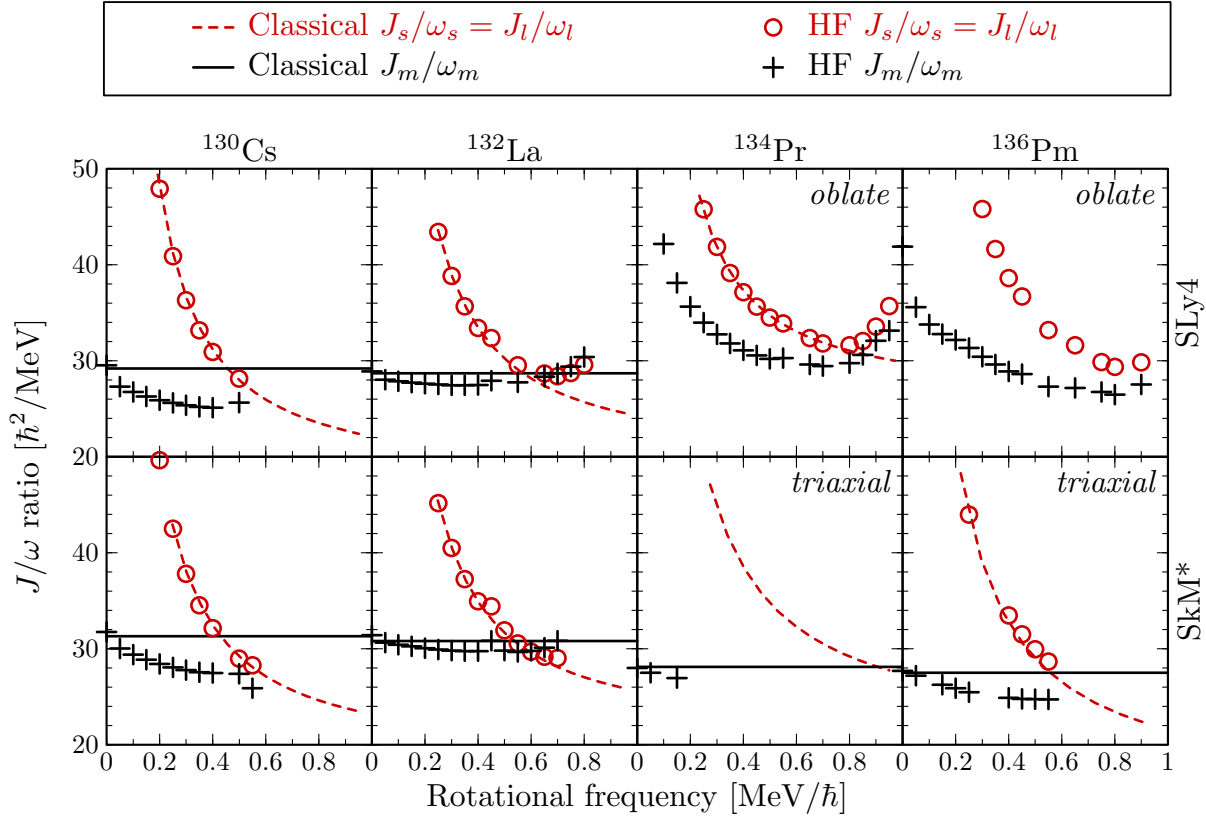 Classical J_s/ω_s = J_l/ω_l
HF J_s/ω_s = J_l/ω_l
Classical J_m/ω_m
HF J_m/ω_m
¹³⁰Cs ¹³²La ¹³⁴Pr ¹³⁶Pm
50
40
30
20
oblate
oblate
SLy4
20
40
30
20
triaxial
triaxial
SkM*
J/ω ratio [ℏ²/MeV]
0 0.2 0.4 0.6 0.8 0 0.2 0.4 0.6 0.8 0 0.2 0.4 0.6 0.8 0 0.2 0.4 0.6 0.8 1
Rotational frequency [MeV/ℏ]